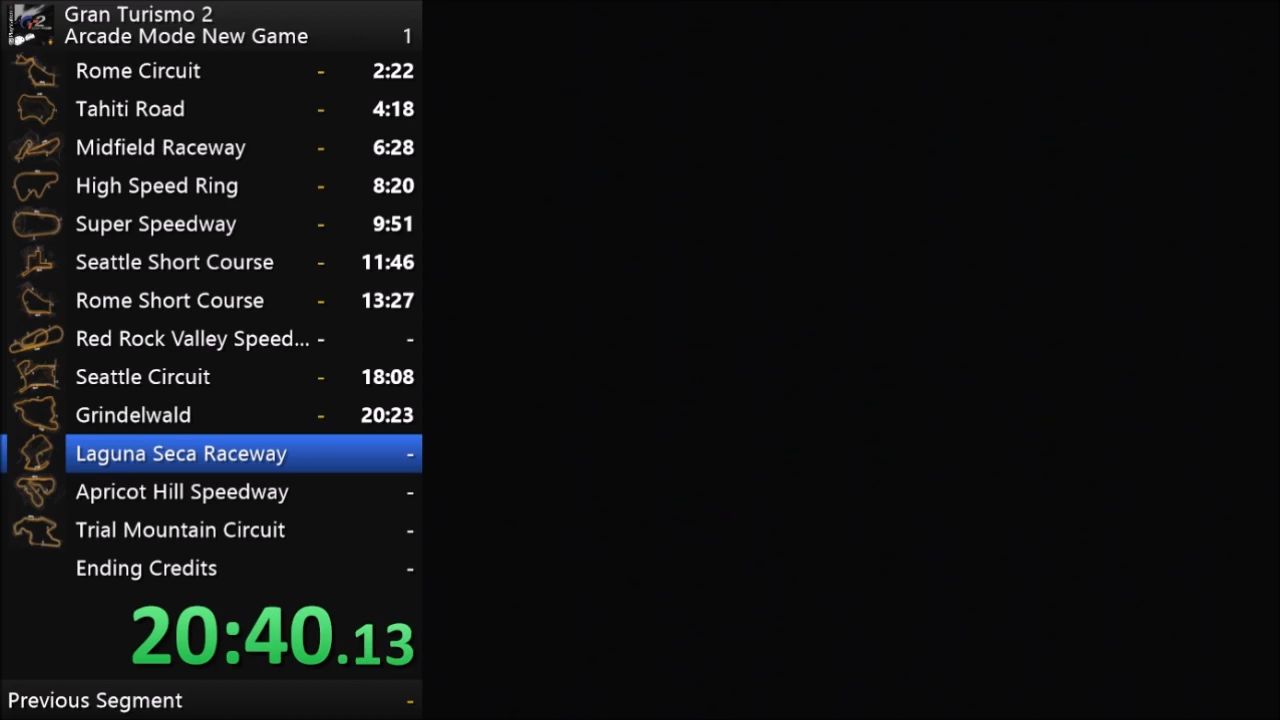 Gran Turismo 2
Arcade Mode New Game 1
Rome Circuit - 2:22
Tahiti Road - 4:18
Midfield Raceway - 6:28
High Speed Ring - 8:20
Super Speedway - 9:51
Seattle Short Course - 11:46
Rome Short Course - 13:27
Red Rock Valley Speed... - -
Seattle Circuit - 18:08
Grindelwald - 20:23
Laguna Seca Raceway -
Apricot Hill Speedway -
Trial Mountain Circuit -
Ending Credits -
20:40.13
Previous Segment -